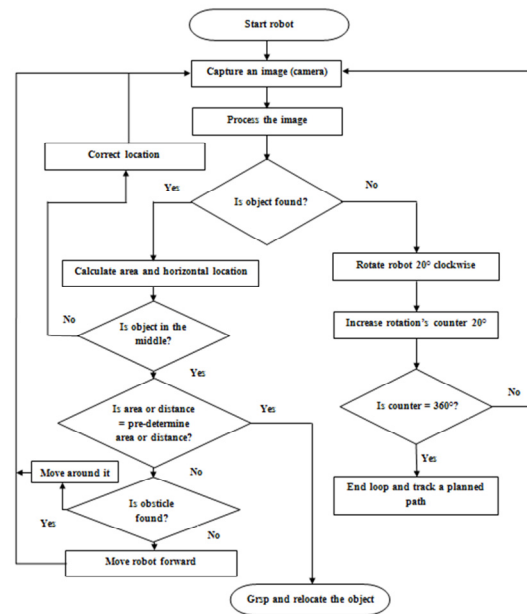 Start robot
Capture an image (camera)
Process the image
Correct location
Yes
No
Is object found?
Calculate area and horizontal location
Rotate robot 20° clockwise
No
Is object in the
middle?
Increase rotation's counter 20°
Yes
Is area or distance
= pre-determine
area or distance?
Yes
Is counter = 360°?
No
Move around it
No
Yes
Is obsticle
found?
Yes
No
End loop and track a planned
path
Move robot forward
Grap and relocate the object